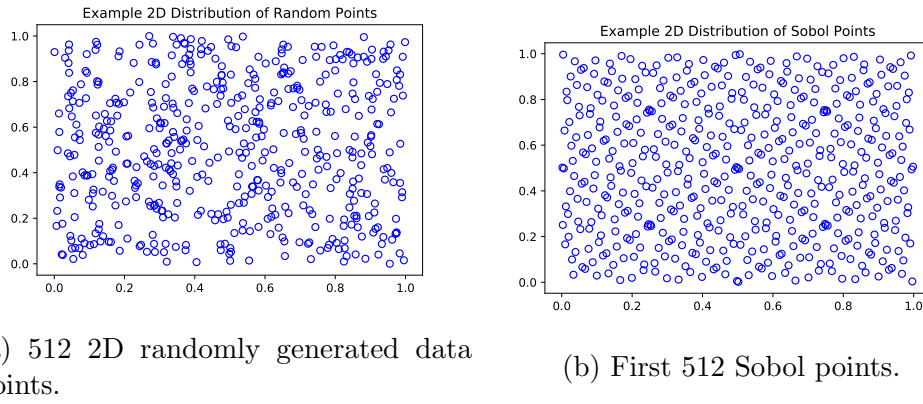 Example 2D Distribution of Random Points
1.0
0.8
0.6
0.4
0.2
0.0
0.0 0.2 0.4 0.6 0.8 1.0
) 512 2D randomly generated data
oints.
Example 2D Distribution of Sobol Points
1.0
0.8
0.6
0.4
0.2
0.0
0.0 0.2 0.4 0.6 0.8 1.0
(b) First 512 Sobol points.